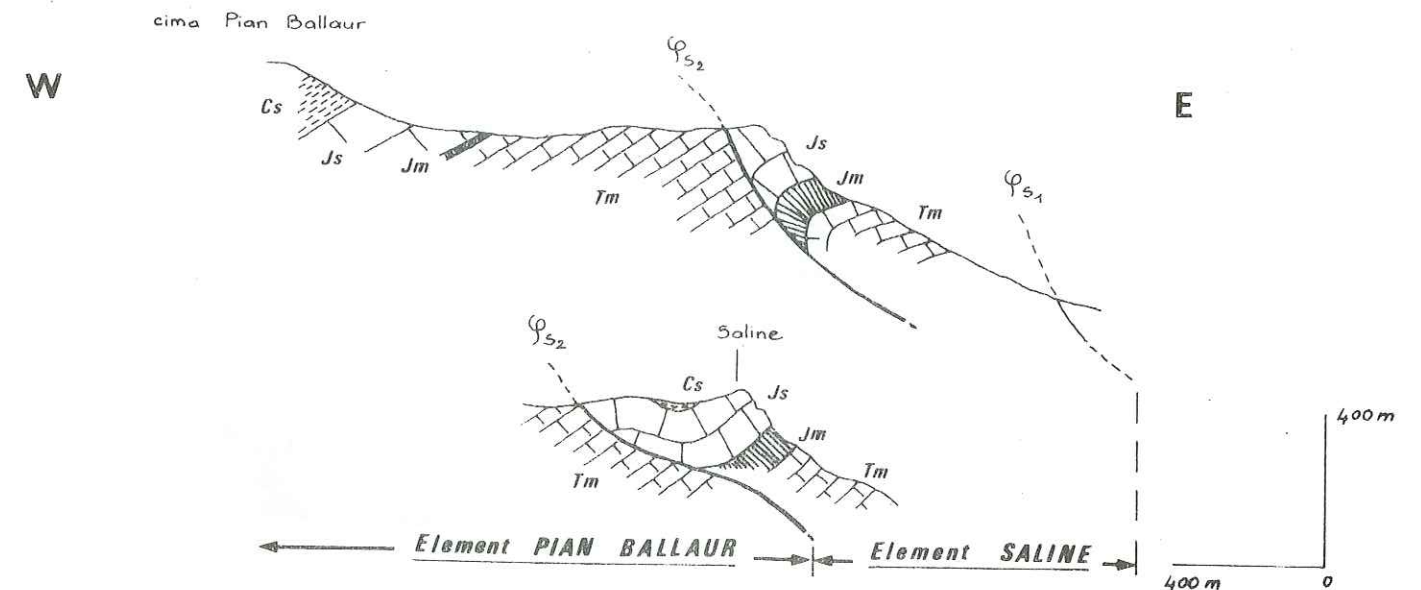 cima Pian Ballaur
W
E
φS2
Cs
Js
Jm
Tm
Js
Jm
Tm
φS1
φS2
Saline
Cs
Js
Jm
Tm
Tm
Element PIAN BALLAUR
Element SALINE
400 m
400 m
0